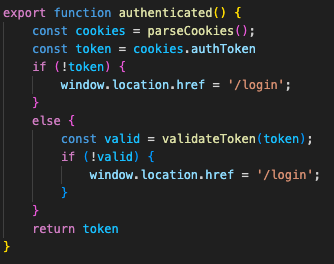 export function authenticated() {
    const cookies = parseCookies();
    const token = cookies.authToken
    if (!token) {
        window.location.href = '/login';
    }
    else {
        const valid = validateToken(token);
        if (!valid) {
            window.location.href = '/login';
        }
    }
    return token
}